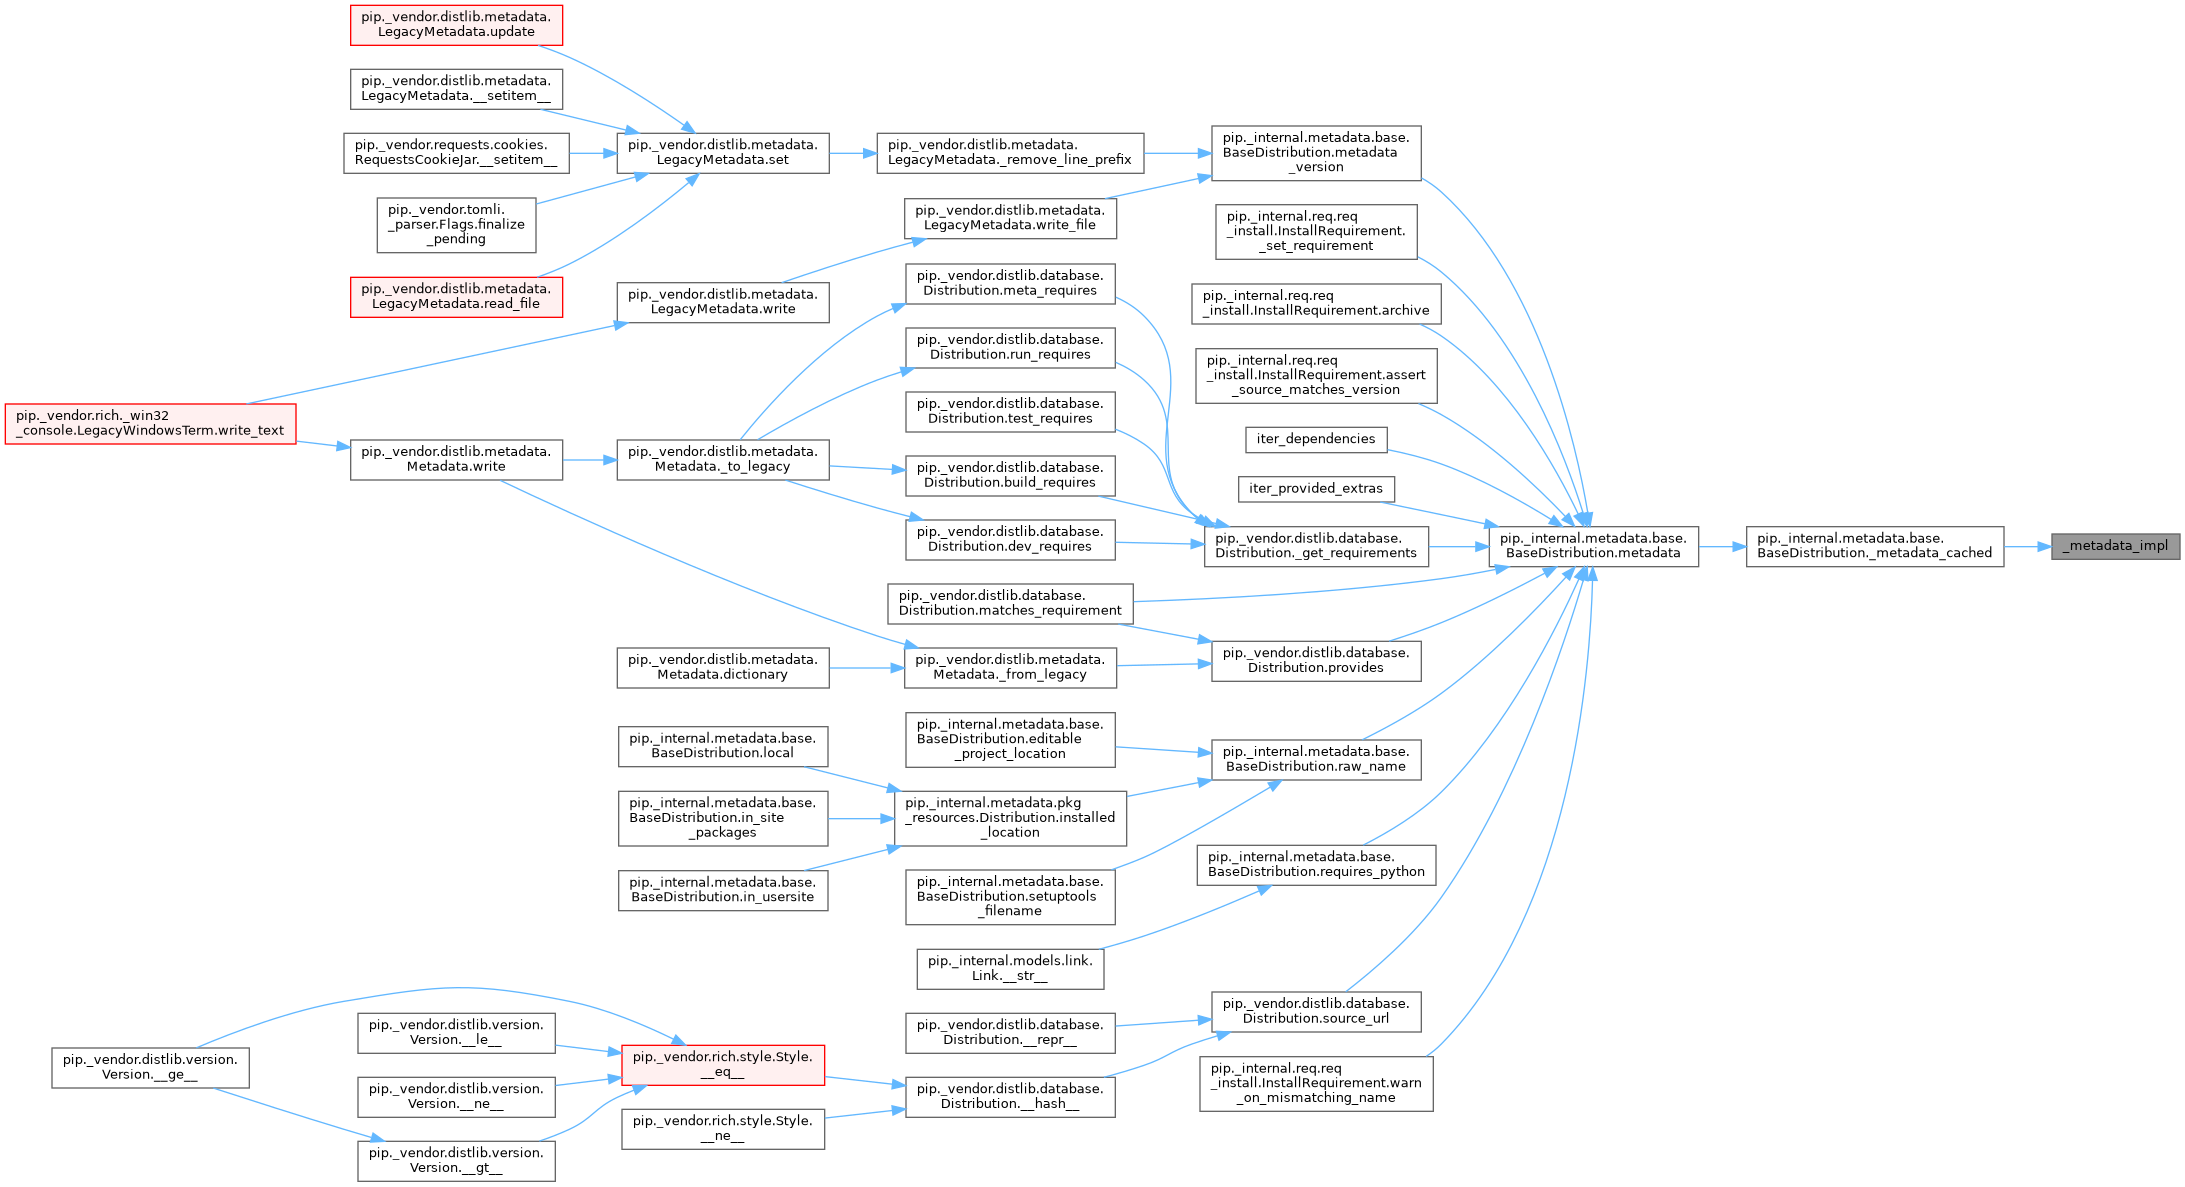 pip._vendor.distlib.metadata.
LegacyMetadata.update
pip._vendor.distlib.metadata.
LegacyMetadata.__setitem__
pip._vendor.requests.cookies.
RequestsCookieJar.__setitem__
pip._vendor.tomli.
_parser.Flags.finalize
_pending
pip._vendor.distlib.metadata.
LegacyMetadata.read_file
pip._vendor.rich._win32
_console.LegacyWindowsTerm.write_text
pip._vendor.distlib.metadata.
Metadata.write
pip._vendor.distlib.version.
Version.__ge__
pip._vendor.distlib.version.
Version.__le__
pip._vendor.distlib.version.
Version.__ne__
pip._vendor.distlib.version.
Version.__gt__
pip._vendor.distlib.metadata.
LegacyMetadata.set
pip._vendor.distlib.metadata.
LegacyMetadata.write
pip._vendor.distlib.metadata.
Metadata._to_legacy
pip._vendor.distlib.metadata.
Metadata.dictionary
pip._internal.metadata.base.
BaseDistribution.local
pip._internal.metadata.base.
BaseDistribution.in_site
_packages
pip._internal.metadata.base.
BaseDistribution.in_usersite
pip._vendor.rich.style.Style.
__eq__
pip._vendor.rich.style.Style.
__ne__
pip._vendor.distlib.metadata.
LegacyMetadata._remove_line_prefix
pip._vendor.distlib.metadata.
LegacyMetadata.write_file
pip._vendor.distlib.database.
Distribution.meta_requires
pip._vendor.distlib.database.
Distribution.run_requires
pip._vendor.distlib.database.
Distribution.test_requires
pip._vendor.distlib.database.
Distribution.build_requires
pip._vendor.distlib.database.
Distribution.dev_requires
pip._vendor.distlib.database.
Distribution.matches_requirement
pip._vendor.distlib.metadata.
Metadata._from_legacy
pip._internal.metadata.base.
BaseDistribution.editable
_project_location
pip._internal.metadata.pkg
_resources.Distribution.installed
_location
pip._internal.metadata.base.
BaseDistribution.setuptools
_filename
pip._internal.models.link.
Link.__str__
pip._vendor.distlib.database.
Distribution.__repr__
pip._vendor.distlib.database.
Distribution.__hash__
pip._internal.metadata.base.
BaseDistribution.metadata
_version
pip._internal.req.req
_install.InstallRequirement.
_set_requirement
pip._internal.req.req
_install.InstallRequirement.archive
pip._internal.req.req
_install.InstallRequirement.assert
_source_matches_version
iter_dependencies
iter_provided_extras
pip._vendor.distlib.database.
Distribution._get_requirements
pip._vendor.distlib.database.
Distribution.provides
pip._internal.metadata.base.
BaseDistribution.raw_name
pip._internal.metadata.base.
BaseDistribution.requires_python
pip._vendor.distlib.database.
Distribution.source_url
pip._internal.req.req
_install.InstallRequirement.warn
_on_mismatching_name
pip._internal.metadata.base.
BaseDistribution.metadata
pip._internal.metadata.base.
BaseDistribution._metadata_cached
_metadata_impl